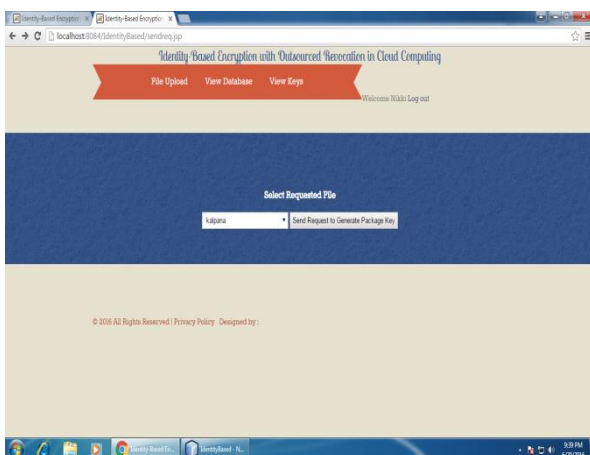 Identity-Based Encryption
Identity-Based Encryption
localhost:8084/IdentityBased/sendreq.jsp
Identity-Based Encryption with Outsourced Revocation in Cloud Computing
File Upload View Database View Keys
Welcome Nikki Log out
Select Requested File
kalpana Send Request to Generate Package Key
© 2016 All Rights Reserved | Privacy Policy Designed by :
Identity-Based En... IdentityBased - N...
9:39 PM